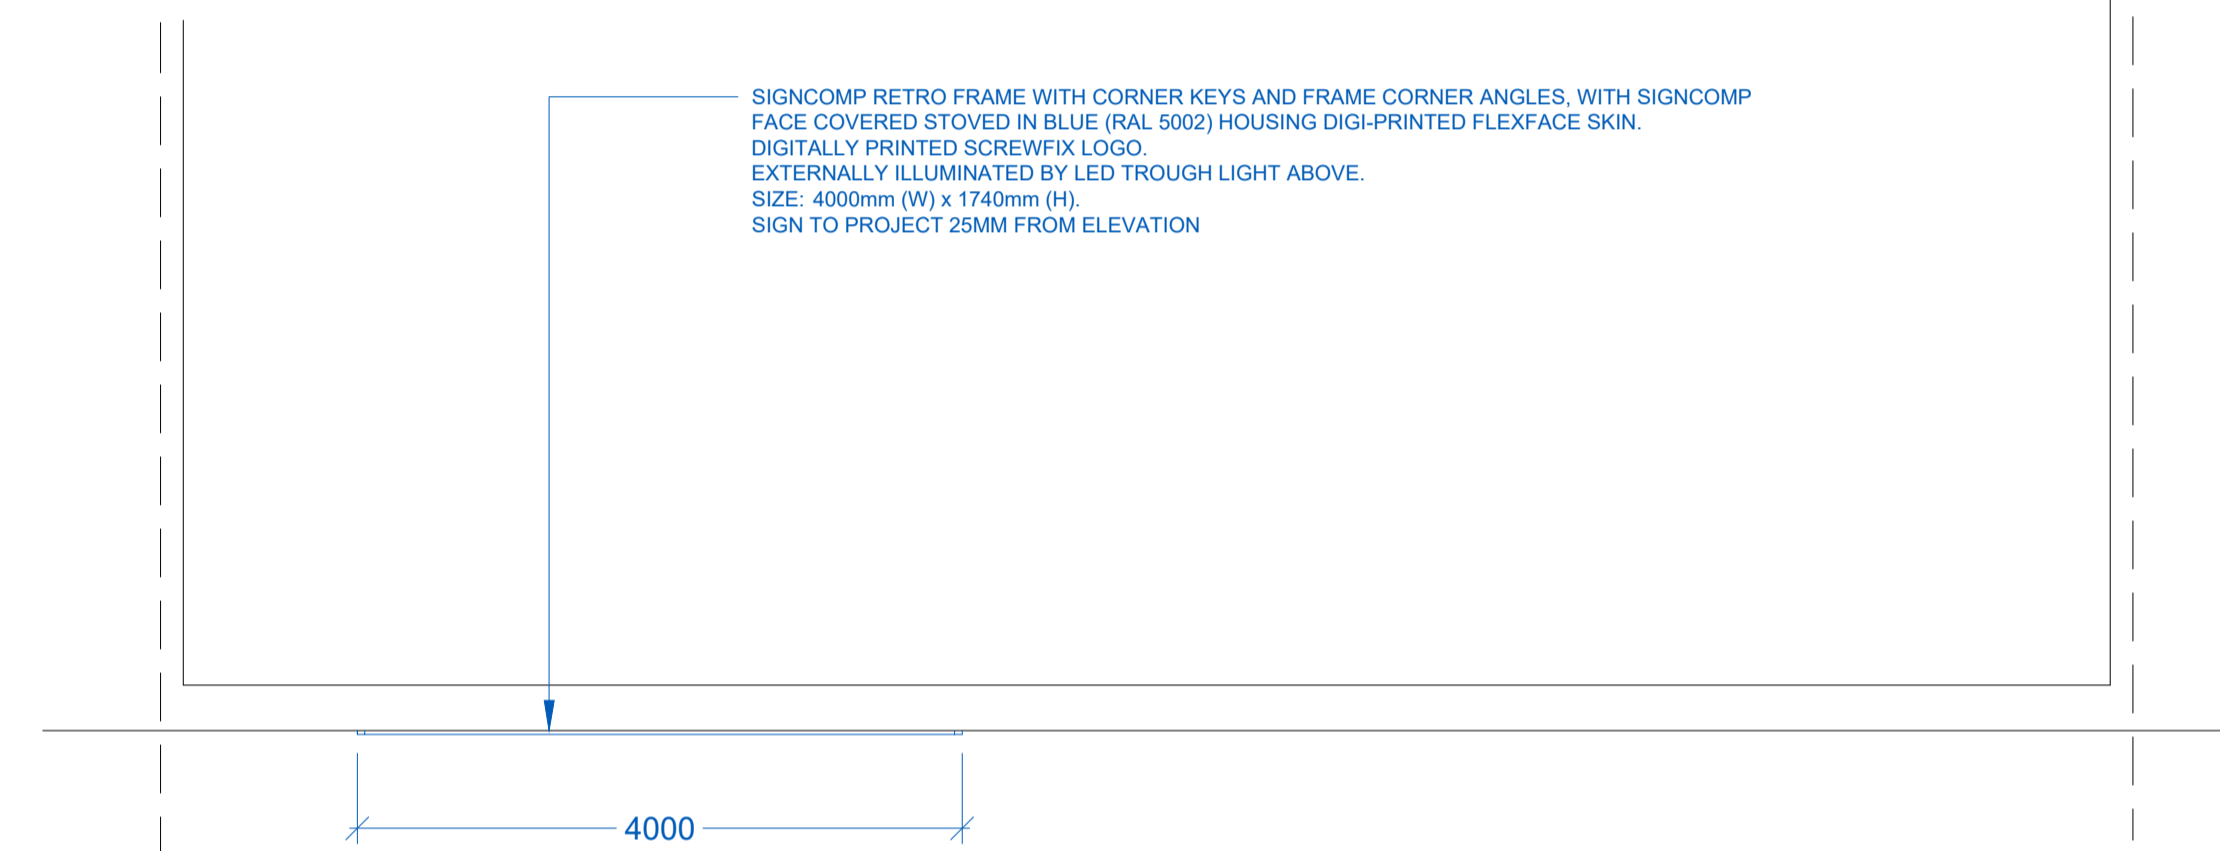 SIGNCOMP RETRO FRAME WITH CORNER KEYS AND FRAME CORNER ANGLES, WITH SIGNCOMP
FACE COVERED STOVED IN BLUE (RAL 5002) HOUSING DIGI-PRINTED FLEXFACE SKIN.
DIGITALLY PRINTED SCREWFIX LOGO.
EXTERNALLY ILLUMINATED BY LED TROUGH LIGHT ABOVE.
SIZE: 4000mm (W) x 1740mm (H).
SIGN TO PROJECT 25MM FROM ELEVATION
4000